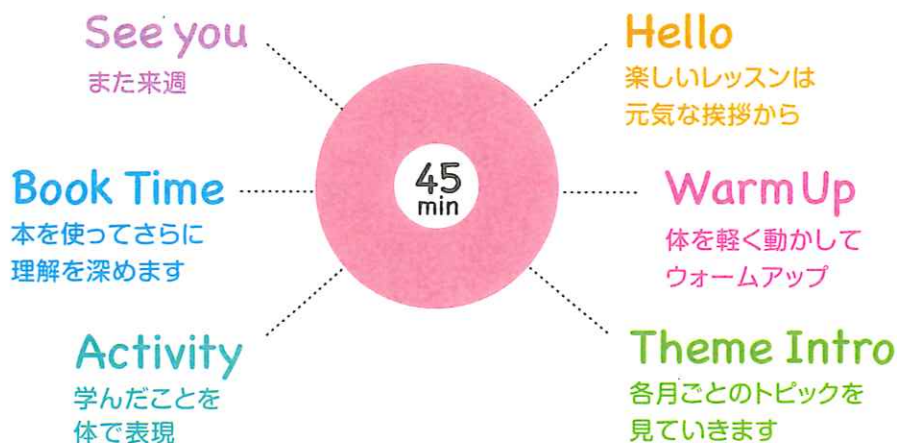 Hello
楽しいレッスンは
元気な挨拶から
Warm Up
体を軽く動かして
ウォームアップ
Theme Intro
各月ごとのトピックを
見ていきます
Activity
学んだことを
体で表現
Book Time
本を使ってさらに
理解を深めます
See you
また来週
45
min